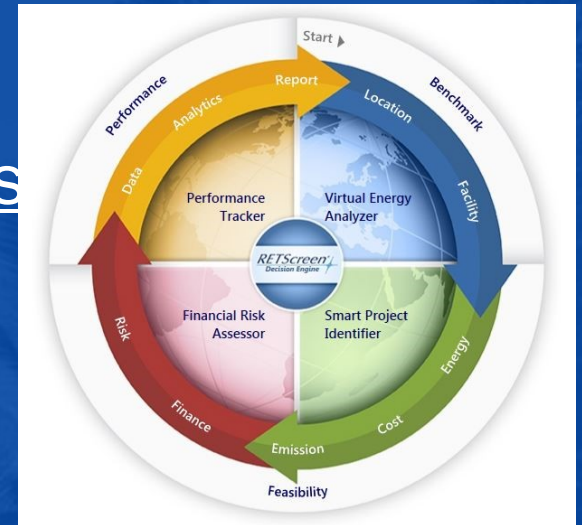 Start
Report
Location
Benchmark
Performance
Analytics
Data
Facility
Performance
Tracker
Virtual Energy
Analyzer
S
RETScreen
Decision Engine
Financial Risk
Assessor
Smart Project
Identifier
Risk
Energy
Finance
Cost
Emission
Feasibility